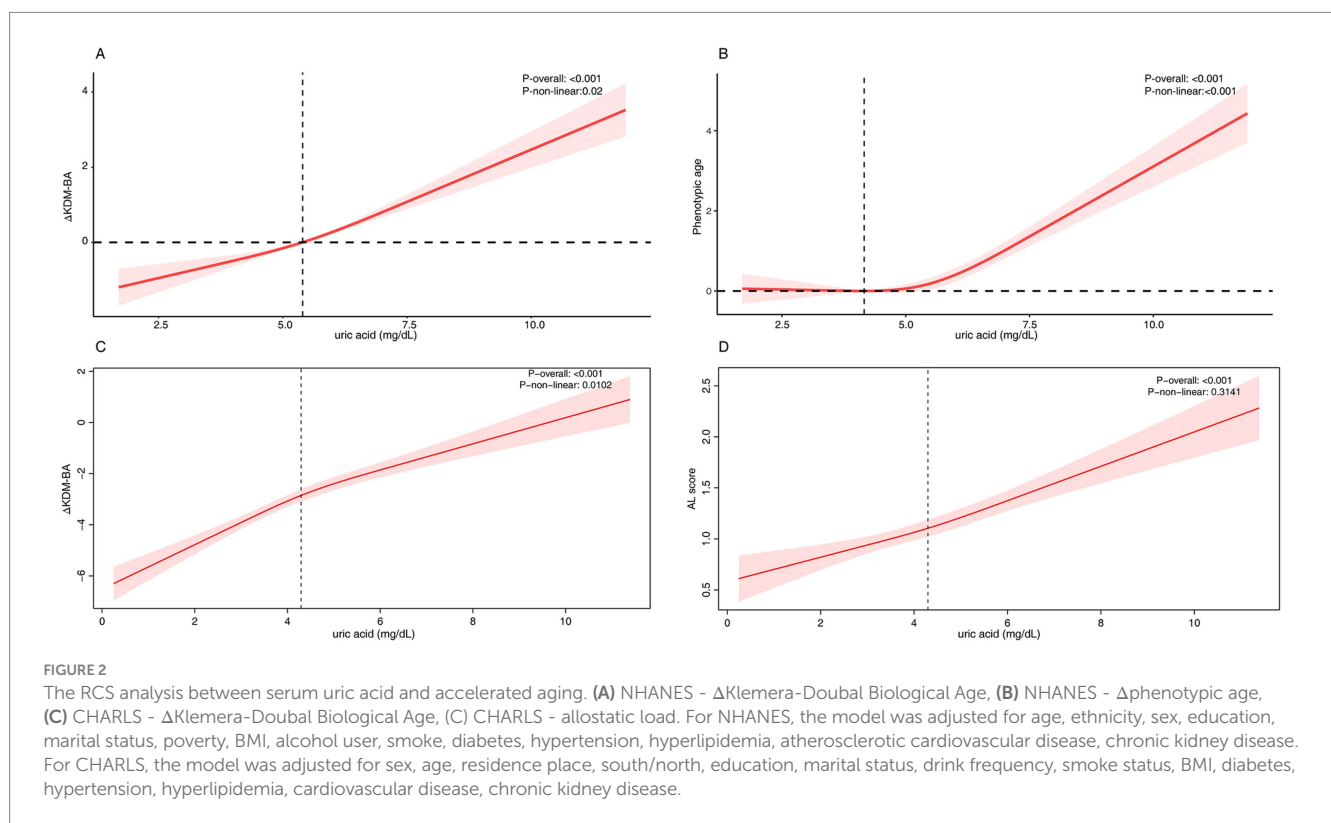 A
P-overall: <0.001
P-non-linear:0.02
ΔKDM-BA
4
2
0
2.5
5.0
7.5
10.0
uric acid (mg/dL)
B
P-overall: <0.001
P-non-linear:<0.001
Phenotypic age
4
2
0
2.5
5.0
7.5
10.0
uric acid (mg/dL)
C
P−overall: <0.001
P−non−linear: 0.0102
ΔKDM-BA
2
0
−2
−4
−6
0
2
4
6
8
10
uric acid (mg/dL)
D
P−overall: <0.001
P−non−linear: 0.3141
AL score
2.5
2.0
1.5
1.0
0.5
0
2
4
6
8
10
uric acid (mg/dL)
FIGURE 2
The RCS analysis between serum uric acid and accelerated aging. (A) NHANES - ΔKlemera-Doubal Biological Age, (B) NHANES - Δphenotypic age,
(C) CHARLS - ΔKlemera-Doubal Biological Age, (C) CHARLS - allostatic load. For NHANES, the model was adjusted for age, ethnicity, sex, education,
marital status, poverty, BMI, alcohol user, smoke, diabetes, hypertension, hyperlipidemia, atherosclerotic cardiovascular disease, chronic kidney disease.
For CHARLS, the model was adjusted for sex, age, residence place, south/north, education, marital status, drink frequency, smoke status, BMI, diabetes,
hypertension, hyperlipidemia, cardiovascular disease, chronic kidney disease.